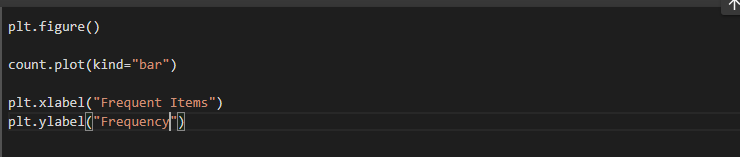 plt.figure()
count.plot(kind="bar")
plt.xlabel("Frequent Items")
plt.ylabel("Frequency")